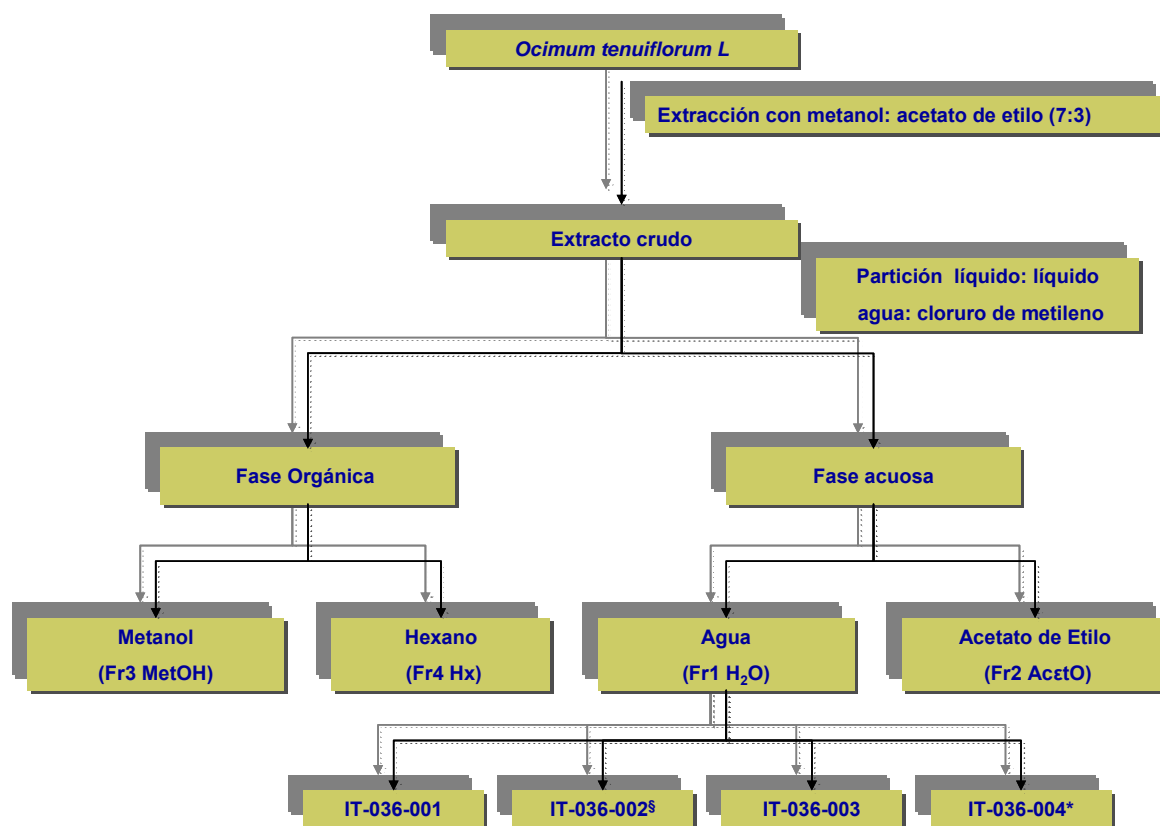 Ocimum tenuiflorum L
Extracción con metanol: acetato de etilo (7:3)
Extracto crudo
Partición líquido: líquido
agua: cloruro de metileno
Fase Orgánica
Fase acuosa
Metanol
(Fr3 MetOH)
Hexano
(Fr4 Hx)
Agua
(Fr1 H₂O)
Acetato de Etilo
(Fr2 AcεtO)
IT-036-001
IT-036-002§
IT-036-003
IT-036-004*